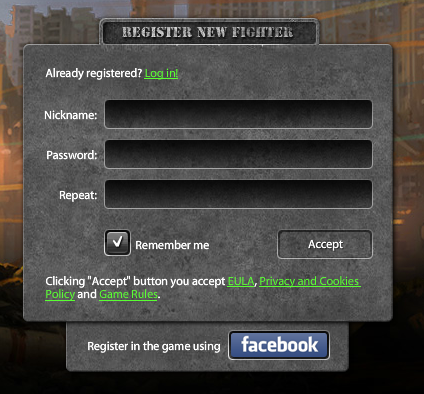 REGISTER NEW FIGHTER
Already registered? Log in!
Nickname:
Password:
Repeat:
Remember me
Accept
Clicking "Accept" button you accept EULA, Privacy and Cookies
Policy and Game Rules.
Register in the game using facebook